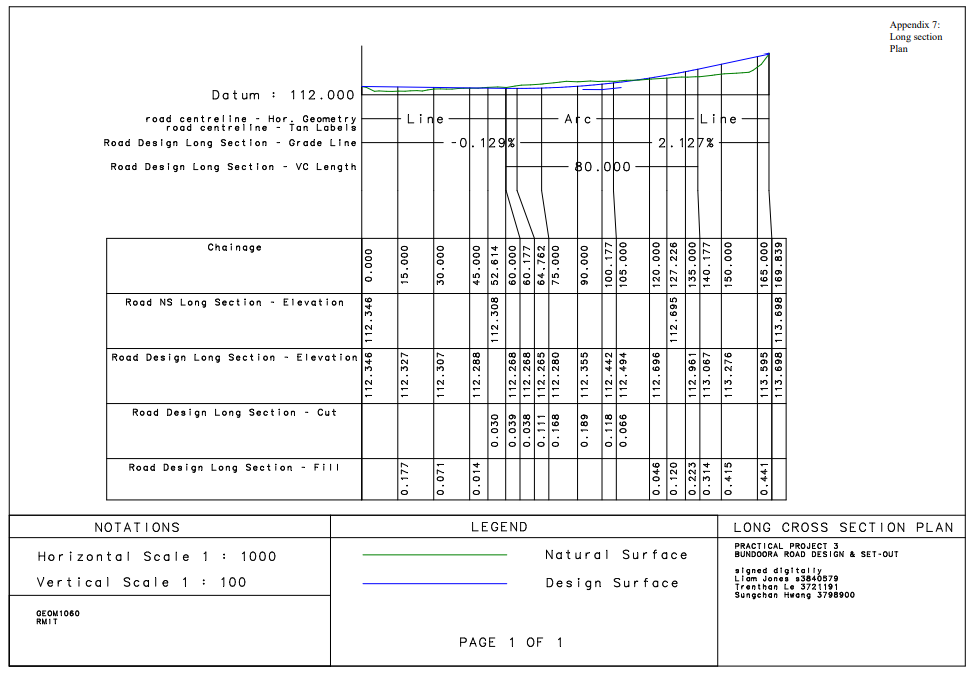 Appendix 7:
Long section
Plan
Datum : 112.000
road centreline - Hor. Geometry
Line Arc Line
road centreline - Tan Labels
Road Design Long Section - Grade Line
-0.129% 2.127%
Road Design Long Section - VC Length
80.000
Chainage
0.000 15.000 30.000 45.000 52.614 60.000 60.177 64.762 75.000 90.000 100.177 105.000 120.000 127.226 135.000 140.177 150.000 165.000 169.839
Road NS Long Section - Elevation
112.346 112.308 112.695 113.698
Road Design Long Section - Elevation
112.346 112.327 112.307 112.288 112.268 112.268 112.265 112.280 112.355 112.442 112.494 112.696 112.961 113.067 113.276 113.595 113.698
Road Design Long Section - Cut
0.030 0.039 0.038 0.111 0.168 0.189 0.118 0.066
Road Design Long Section - Fill
0.177 0.071 0.014 0.046 0.120 0.223 0.314 0.415 0.441
NOTATIONS
Horizontal Scale 1 : 1000
Vertical Scale 1 : 100
GEOM1060
RMIT
LEGEND
Natural Surface
Design Surface
PAGE 1 OF 1
LONG CROSS SECTION PLAN
PRACTICAL PROJECT 3
BUNDOORA ROAD DESIGN & SET-OUT
signed digitally
Liam Jones s3840579
Trenthan Le 3721191
Sungchan Hwang 3798900